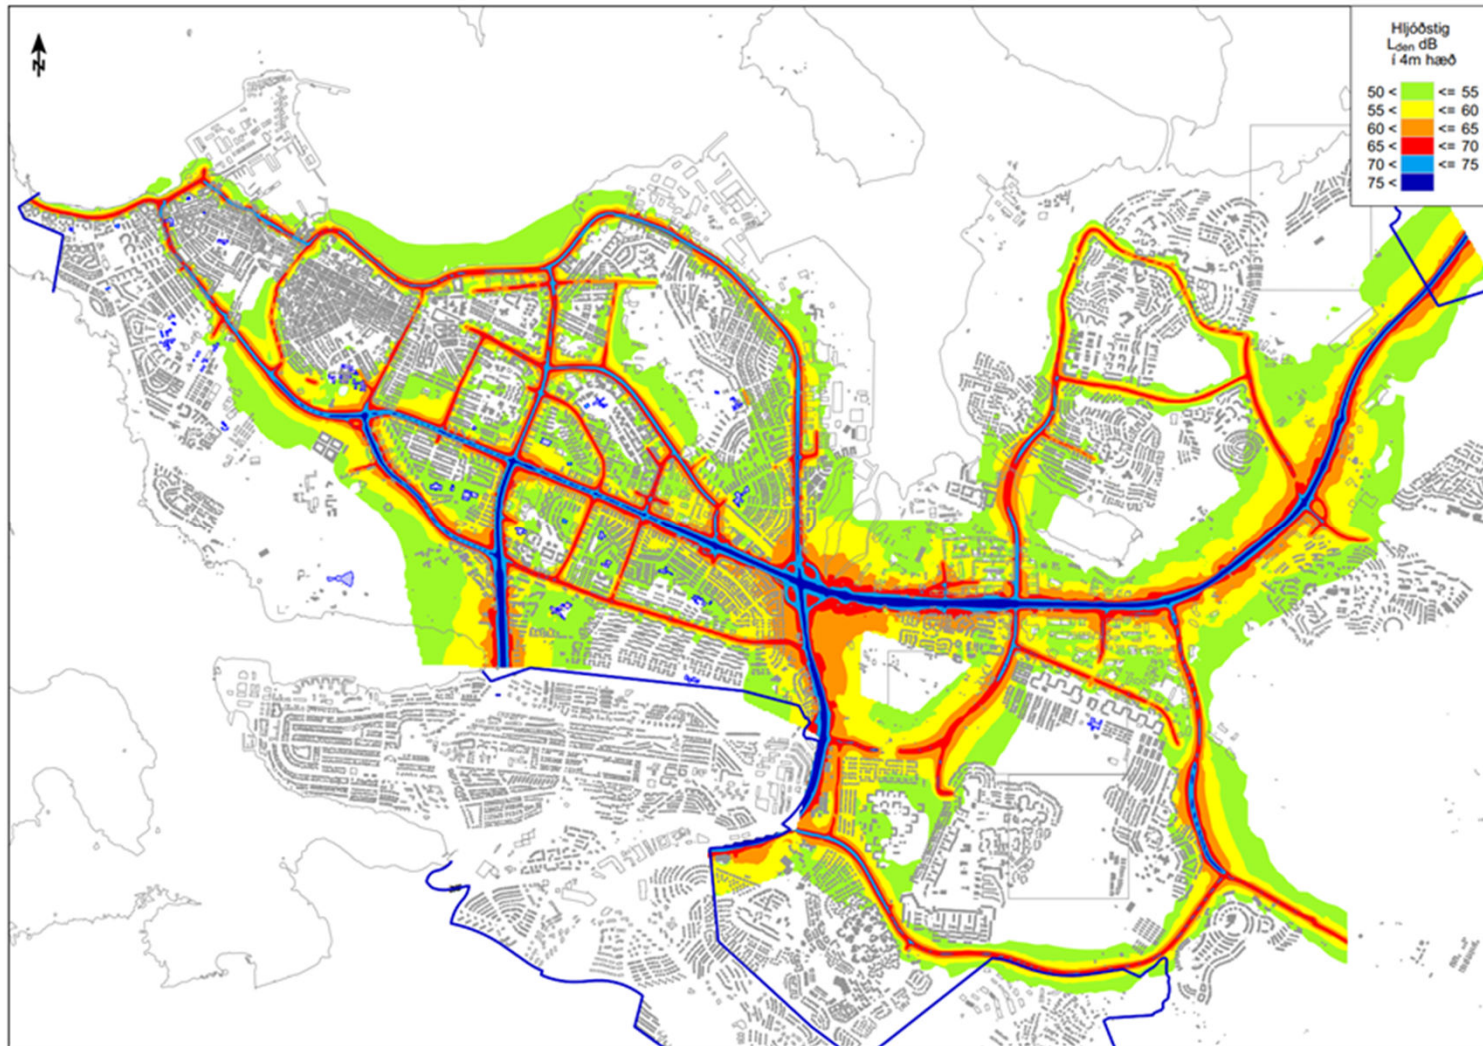 N
Hljóðstig
Lden dB
í 4m hæð
50 < <= 55
55 < <= 60
60 < <= 65
65 < <= 70
70 < <= 75
75 <